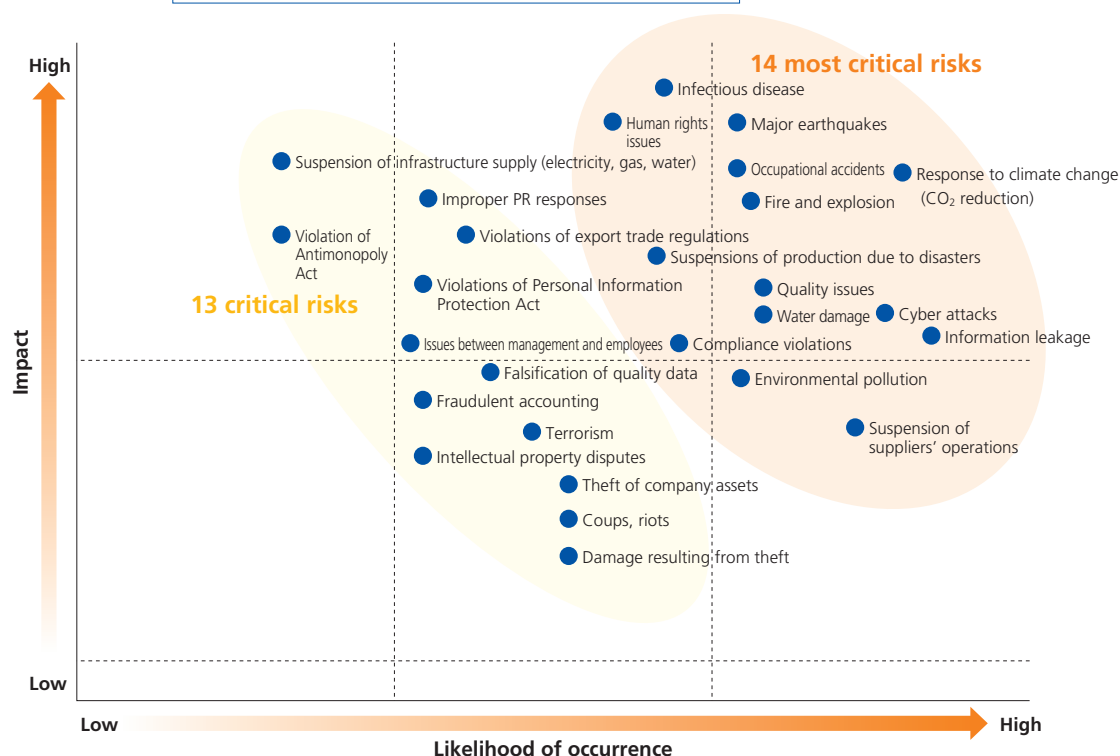 High
14 most critical risks
Infectious disease
Human rights
issues
Major earthquakes
Suspension of infrastructure supply (electricity, gas, water)
Occupational accidents
Response to climate change
(CO₂ reduction)
Improper PR responses
Fire and explosion
Violation of
Antimonopoly
Act
Violations of export trade regulations
Suspensions of production due to disasters
13 critical risks
Violations of Personal Information
Protection Act
Quality issues
Water damage
Cyber attacks
Information leakage
Issues between management and employees
Compliance violations
Impact
Falsification of quality data
Environmental pollution
Fraudulent accounting
Terrorism
Suspension of
suppliers’ operations
Intellectual property disputes
Theft of company assets
Coups, riots
Damage resulting from theft
Low
Low
High
Likelihood of occurrence